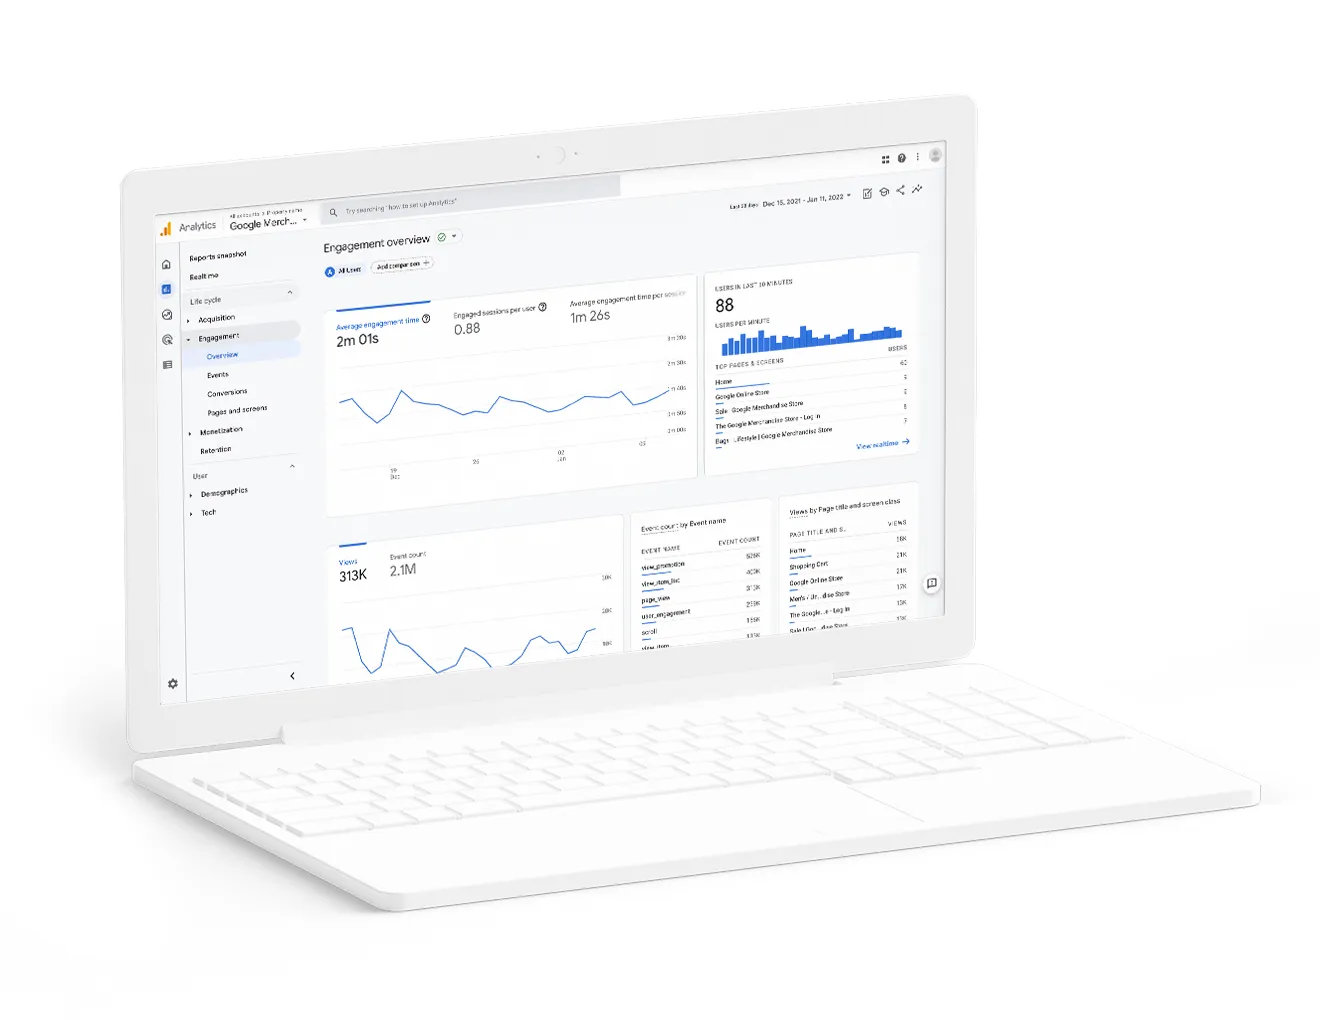 Analytics
All accounts > Property name
Google Merch...
Try searching "how to set up Analytics"
Last 28 days Dec 15, 2021 - Jan 11, 2022
Reports snapshot
Realtime
Life cycle
Acquisition
Engagement
Overview
Events
Conversions
Pages and screens
Monetization
Retention
User
Demographics
Tech
Engagement overview
A All Users
Add comparison +
Average engagement time
2m 01s
Engaged sessions per user
0.88
Average engagement time per session
1m 26s
2m 30s
1m 40s
0m 50s
0m 00s
19
Dec
26
02
Jan
USERS IN LAST 30 MINUTES
88
USERS PER MINUTE
TOP PAGES & SCREENS
USERS
Home
Google Online Store
Sale Google Merchandise Store
The Google Merchandise Store - Log In
Bags Lifestyle | Google Merchandise Store
View realtime →
Views
313K
Event count
2.1M
20K
10K
Event count by Event name
EVENT NAME EVENT COUNT
view_promotion
view_item_list
page_view 313K
user_engagement
scroll
view_item
Views by Page title and screen class
PAGE TITLE AND S... VIEWS
Home
Shopping Cart 21K
Google Online Store 21K
Men's / Un...dise Store 17K
The Google...e - Log In
Sale | Goo...dise Store